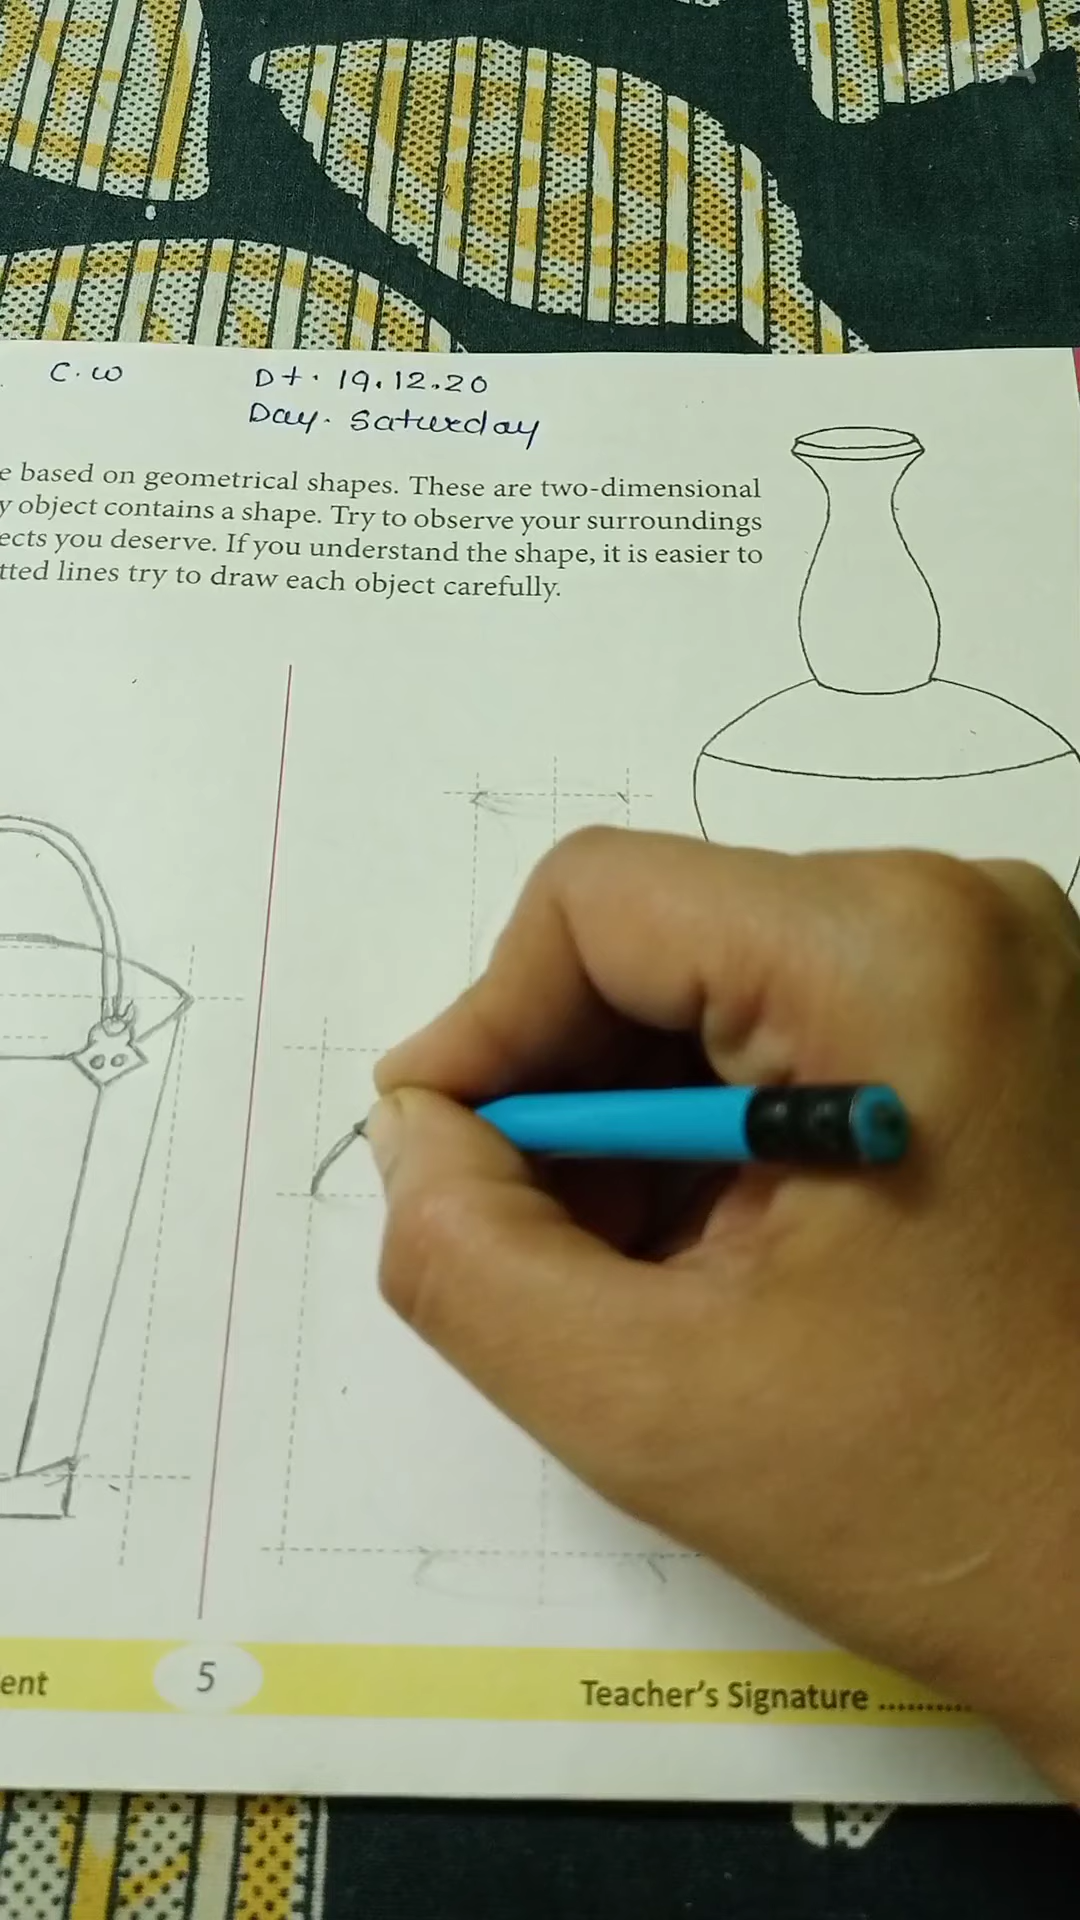 C.W Dt. 19.12.20
Day. Saturday
e based on geometrical shapes. These are two-dimensional
y object contains a shape. Try to observe your surroundings
ects you deserve. If you understand the shape, it is easier to
tted lines try to draw each object carefully.
ent 5 Teacher's Signature ..........